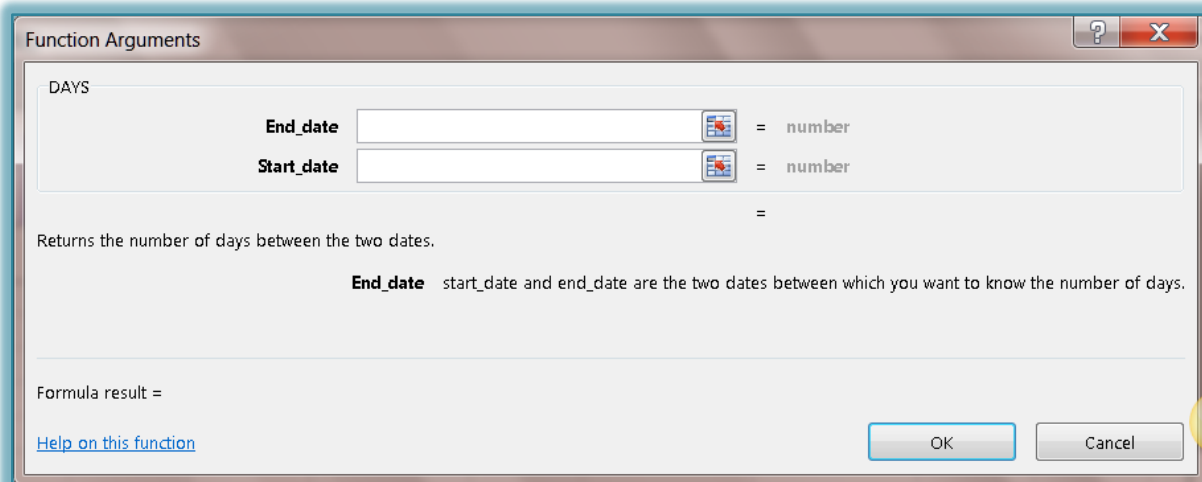 Function Arguments
DAYS
End_date = number
Start_date = number
=
Returns the number of days between the two dates.
End_date start_date and end_date are the two dates between which you want to know the number of days.
Formula result =
Help on this function
OK Cancel